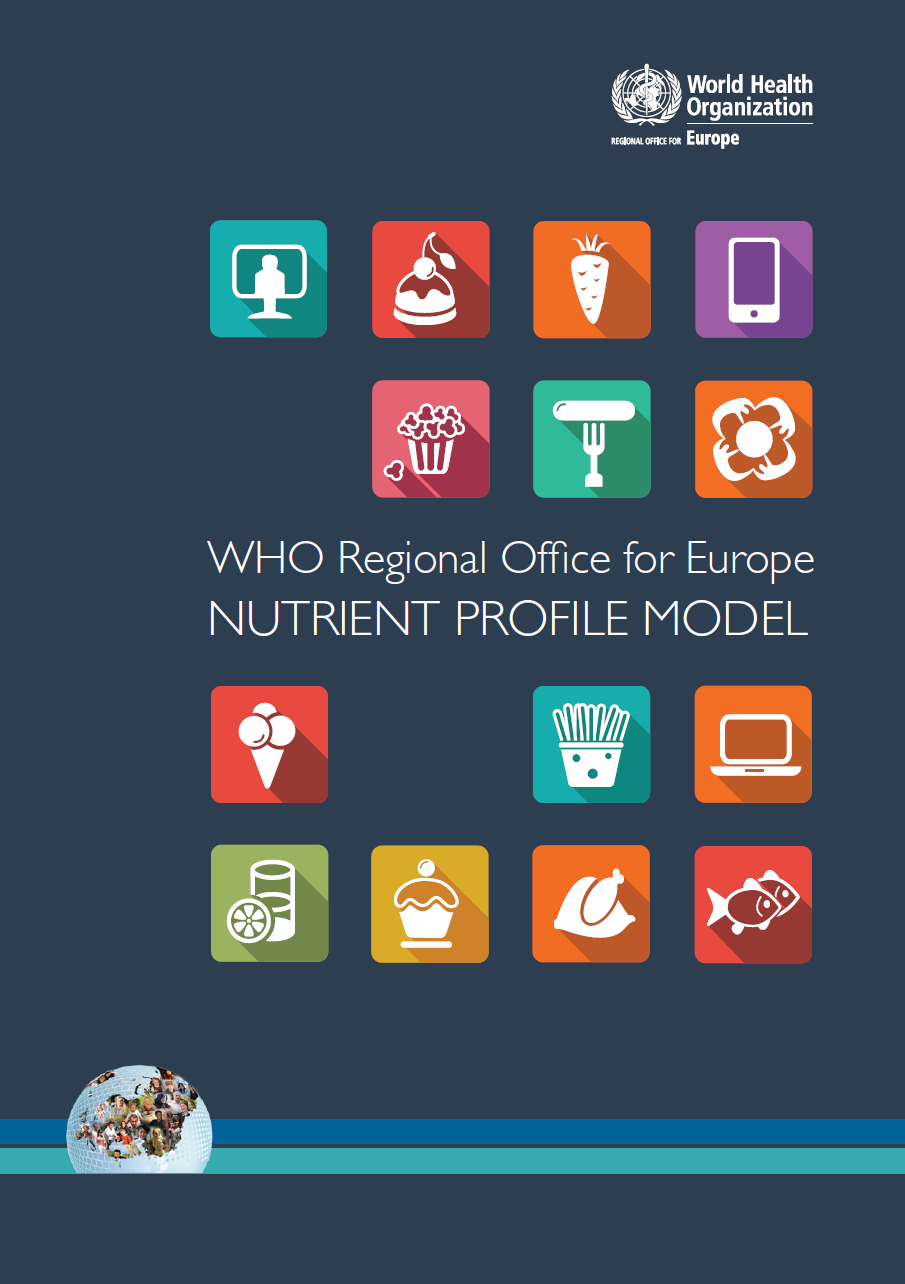 World Health
Organization
REGIONAL OFFICE FOR Europe
WHO Regional Office for Europe
NUTRIENT PROFILE MODEL